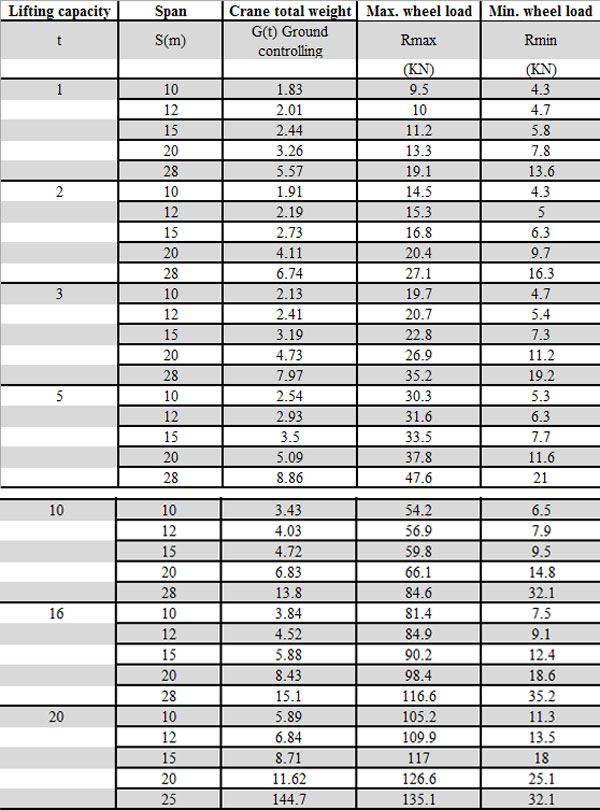 Lifting capacity Span Crane total weight Max. wheel load Min. wheel load
t S(m) G(t) Ground controlling Rmax Rmin
(KN) (KN)
1 10 1.83 9.5 4.3
12 2.01 10 4.7
15 2.44 11.2 5.8
20 3.26 13.3 7.8
28 5.57 19.1 13.6
2 10 1.91 14.5 4.3
12 2.19 15.3 5
15 2.73 16.8 6.3
20 4.11 20.4 9.7
28 6.74 27.1 16.3
3 10 2.13 19.7 4.7
12 2.41 20.7 5.4
15 3.19 22.8 7.3
20 4.73 26.9 11.2
28 7.97 35.2 19.2
5 10 2.54 30.3 5.3
12 2.93 31.6 6.3
15 3.5 33.5 7.7
20 5.09 37.8 11.6
28 8.86 47.6 21
10 10 3.43 54.2 6.5
12 4.03 56.9 7.9
15 4.72 59.8 9.5
20 6.83 66.1 14.8
28 13.8 84.6 32.1
16 10 3.84 81.4 7.5
12 4.52 84.9 9.1
15 5.88 90.2 12.4
20 8.43 98.4 18.6
28 15.1 116.6 35.2
20 10 5.89 105.2 11.3
12 6.84 109.9 13.5
15 8.71 117 18
20 11.62 126.6 25.1
25 144.7 135.1 32.1